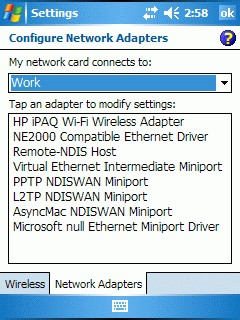 Settings
2:58
ok
Configure Network Adapters
?
My network card connects to:
Work
Tap an adapter to modify settings:
HP iPAQ Wi-Fi Wireless Adapter
NE2000 Compatible Ethernet Driver
Remote-NDIS Host
Virtual Ethernet Intermediate Miniport
PPTP NDISWAN Miniport
L2TP NDISWAN Miniport
AsyncMac NDISWAN Miniport
Microsoft null Ethernet Miniport Driver
Wireless
Network Adapters